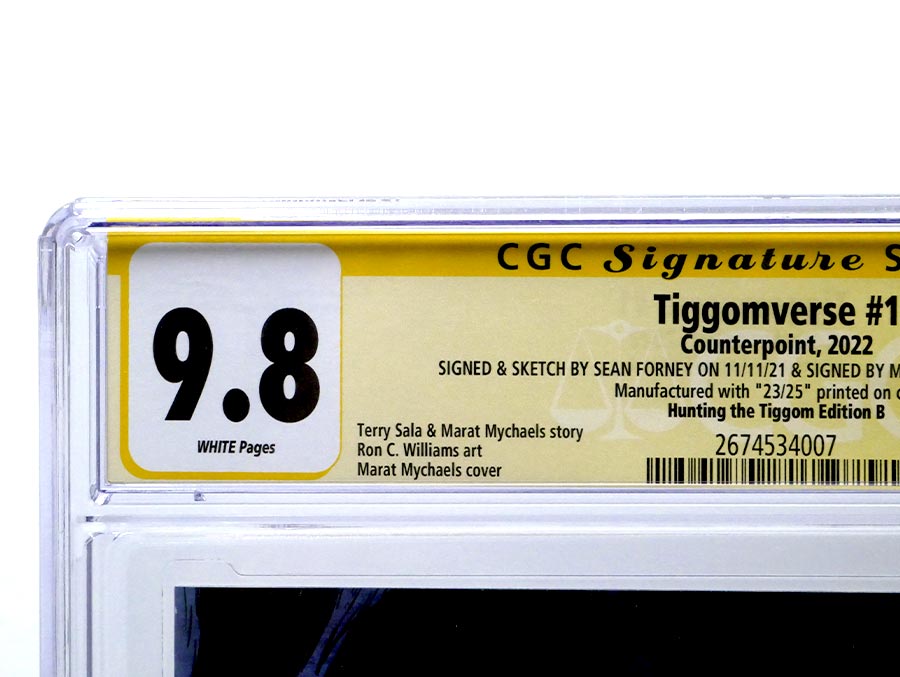 CGC Signature S
9.8
WHITE Pages
Tiggomverse #1
Counterpoint, 2022
SIGNED & SKETCH BY SEAN FORNEY ON 11/11/21 & SIGNED BY M
Manufactured with "23/25" printed on c
Hunting the Tiggom Edition B
Terry Sala & Marat Mychaels story
Ron C. Williams art
Marat Mychaels cover
2674534007